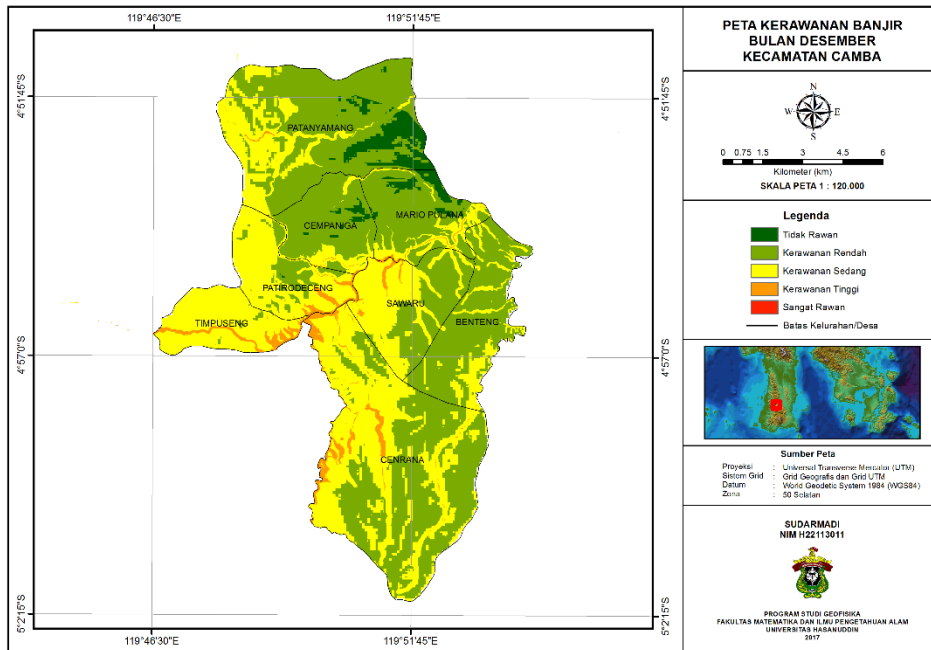 119°46'30"E
119°51'45"E
4°51'45"S
4°51'45"S
PATANYAMANG
CEMPANIGA
MARIO PULANA
PATIRODECENG
SAWARU
TIMPUSENG
BENTENG
4°57'0"S
4°57'0"S
CENRANA
5°2'15"S
5°2'15"S
119°46'30"E
119°51'45"E
PETA KERAWANAN BANJIR
BULAN DESEMBER
KECAMATAN CAMBA
N
W E
S
0 0.75 1.5 3 4.5 6
Kilometer (km)
SKALA PETA 1 : 120.000
Legenda
Tidak Rawan
Kerawanan Rendah
Kerawanan Sedang
Kerawanan Tinggi
Sangat Rawan
Batas Kelurahan/Desa
Sumber Peta
Proyeksi : Universal Transverse Mercator (UTM)
Sistem Grid : Grid Geografis dan Grid UTM
Datum : World Geodetic System 1984 (WGS84)
Zona : 50 Selatan
SUDARMADI
NIM H22113011
PROGRAM STUDI GEOFISIKA
FAKULTAS MATEMATIKA DAN ILMU PENGETAHUAN ALAM
UNIVERSITAS HASANUDDIN
2017